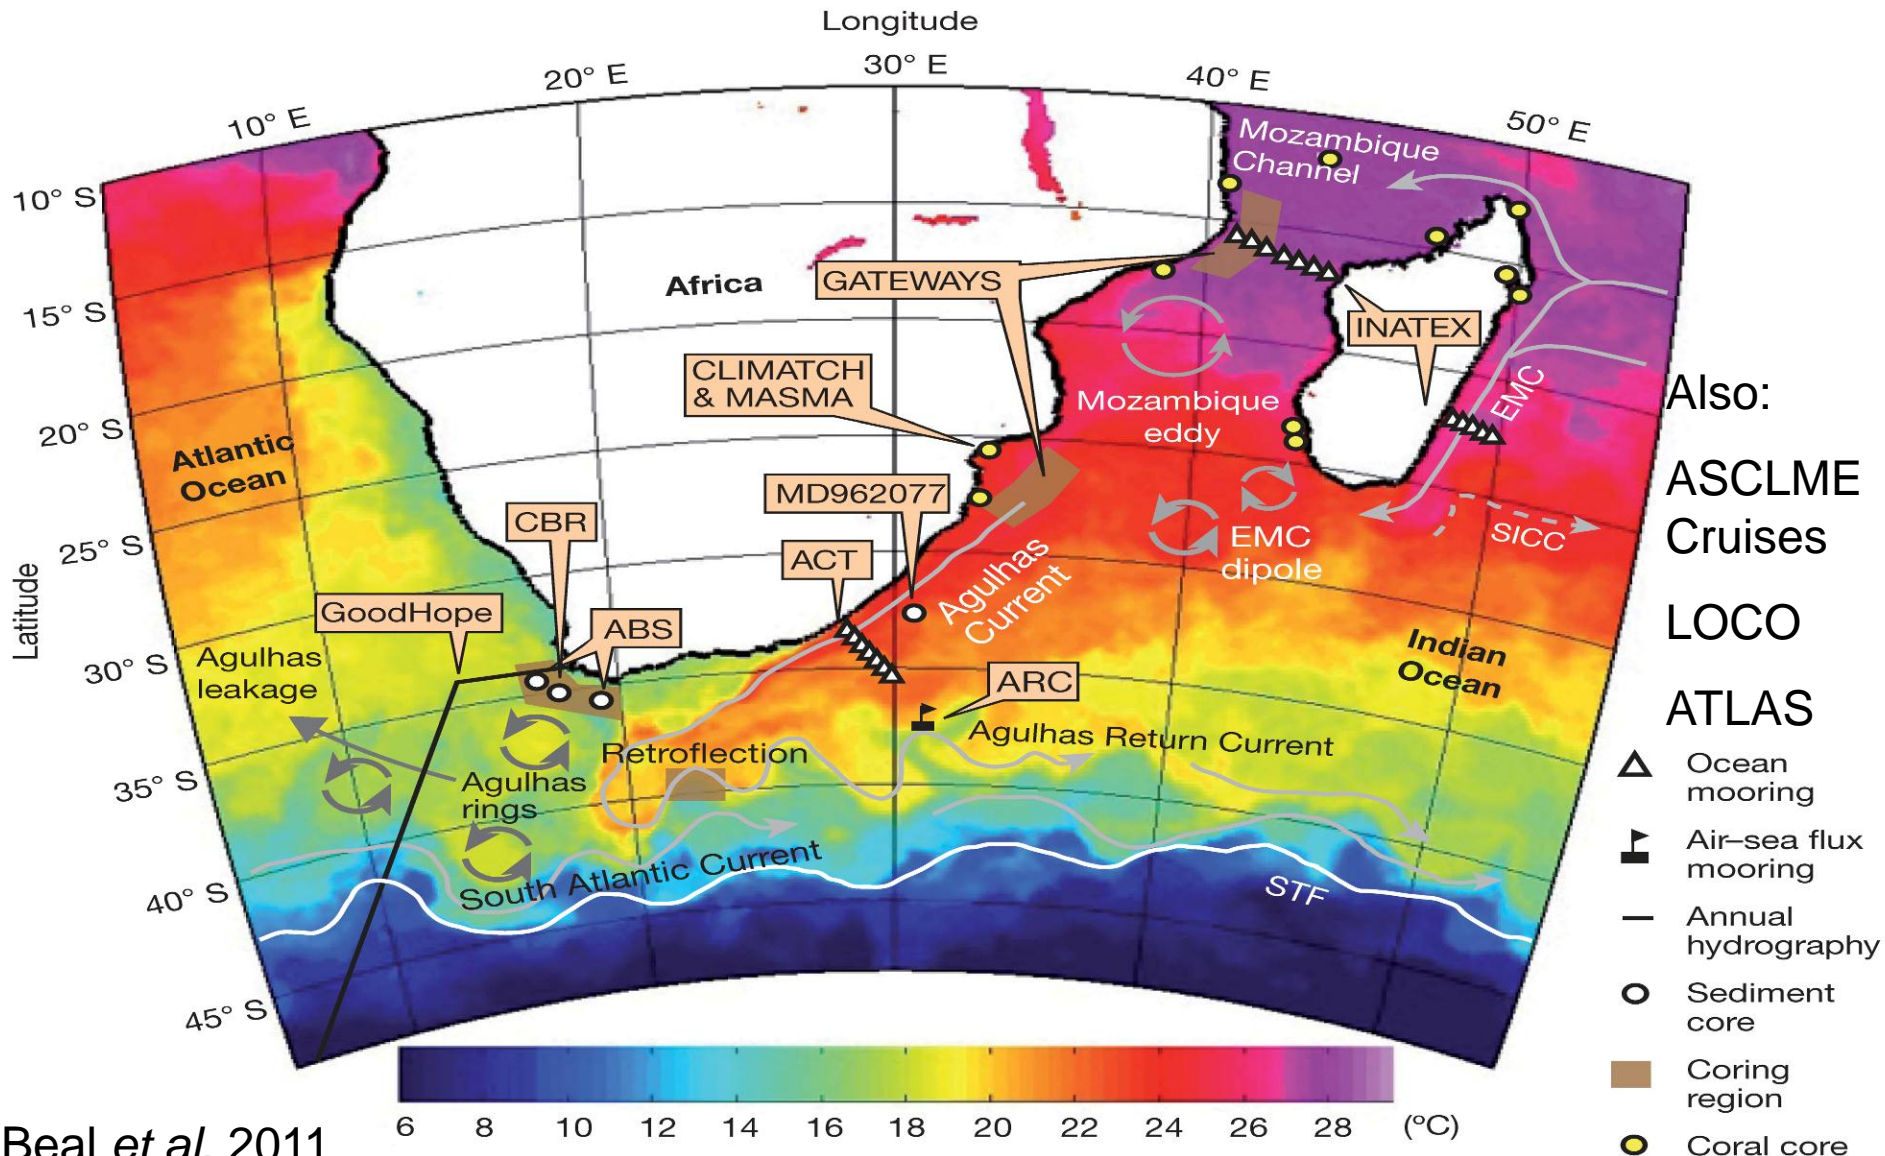 Longitude
10° E
20° E
30° E
40° E
50° E
Latitude
10° S
15° S
20° S
25° S
30° S
35° S
40° S
45° S
Mozambique
Channel
Africa
GATEWAYS
INATEX
CLIMATCH
& MASMA
Mozambique
eddy
EMC
Atlantic
Ocean
MD962077
CBR
ACT
Agulhas
Current
EMC
dipole
SICC
GoodHope
ABS
Agulhas
leakage
Indian
Ocean
ARC
Retroflection
Agulhas Return Current
Agulhas
rings
South Atlantic Current
STF
6 8 10 12 14 16 18 20 22 24 26 28 (°C)
Beal et al. 2011
Also:
ASCLME
Cruises
LOCO
ATLAS
Ocean
mooring
Air–sea flux
mooring
Annual
hydrography
Sediment
core
Coring
region
Coral core